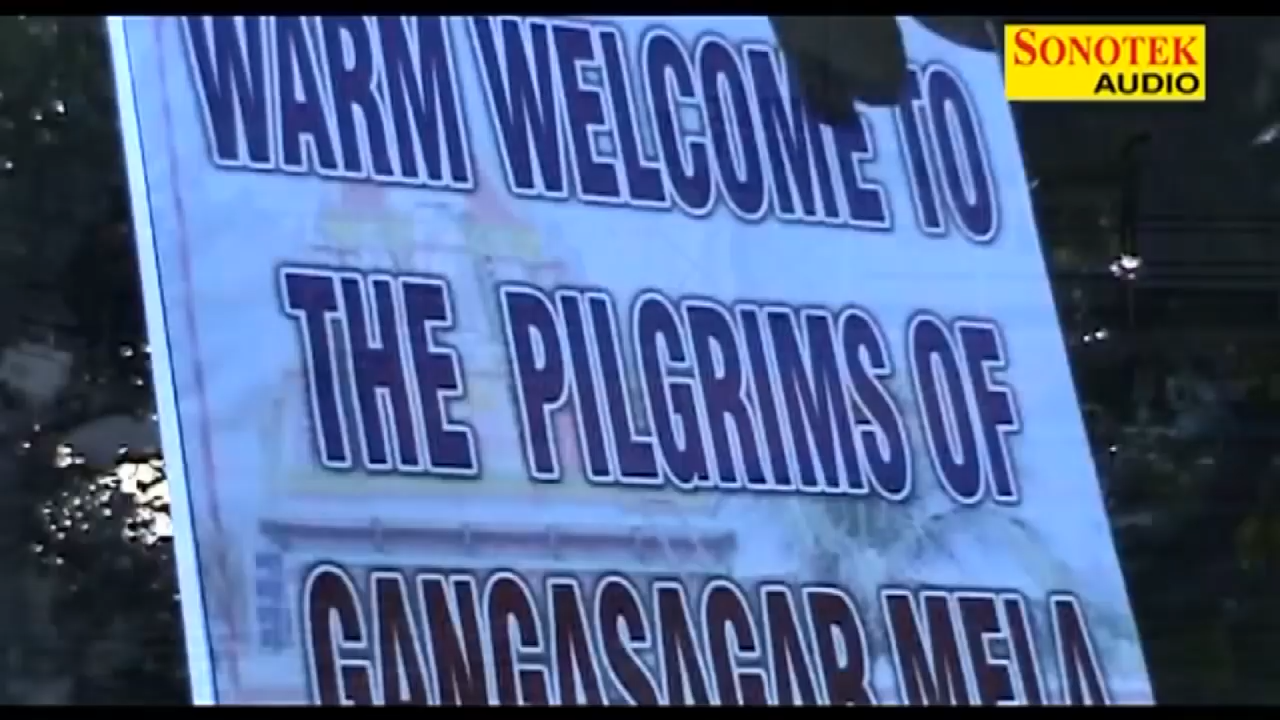 WARM WELCOME TO
THE PILGRIMS OF
GANGASAGAR MELA
SONOTEK
AUDIO